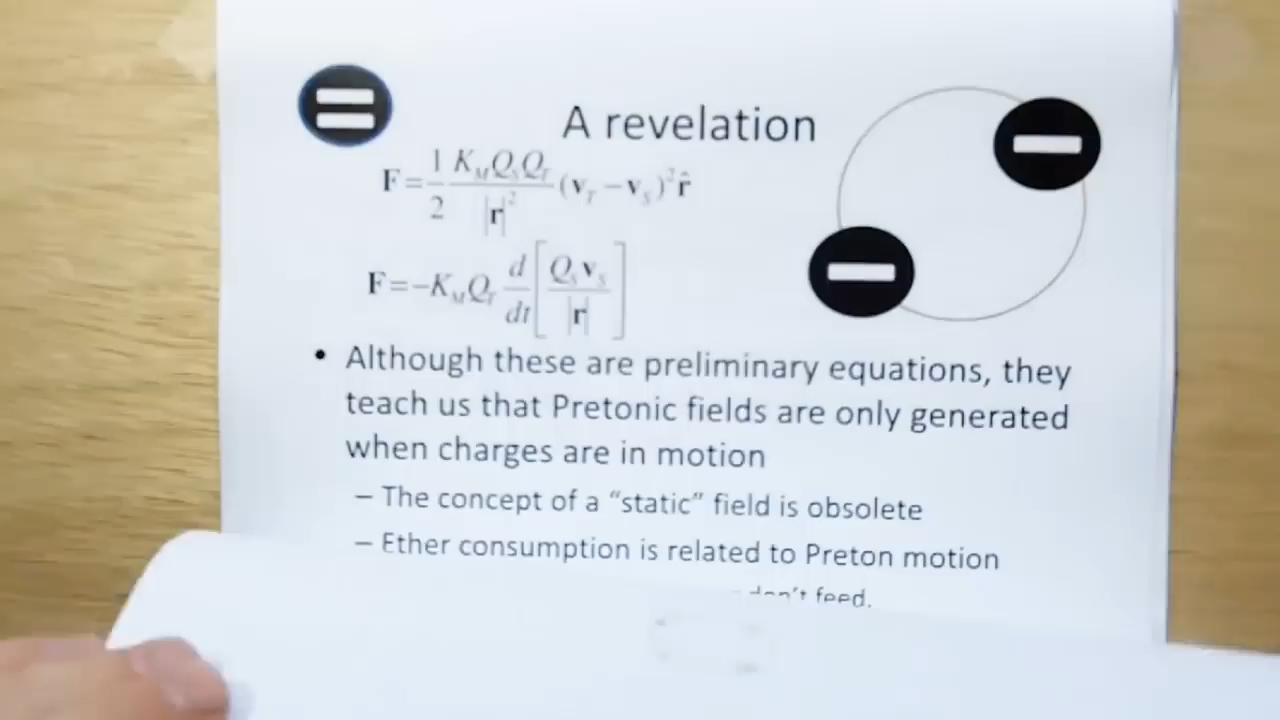 A revelation
F = 1/2 K_M Q_S Q_T / |r|² (v_T − v_S)² r̂
F = −K_M Q_T d/dt [ Q_S v_S / |r| ]
• Although these are preliminary equations, they
teach us that Pretonic fields are only generated
when charges are in motion
– The concept of a “static” field is obsolete
– Ether consumption is related to Preton motion
don't feed.